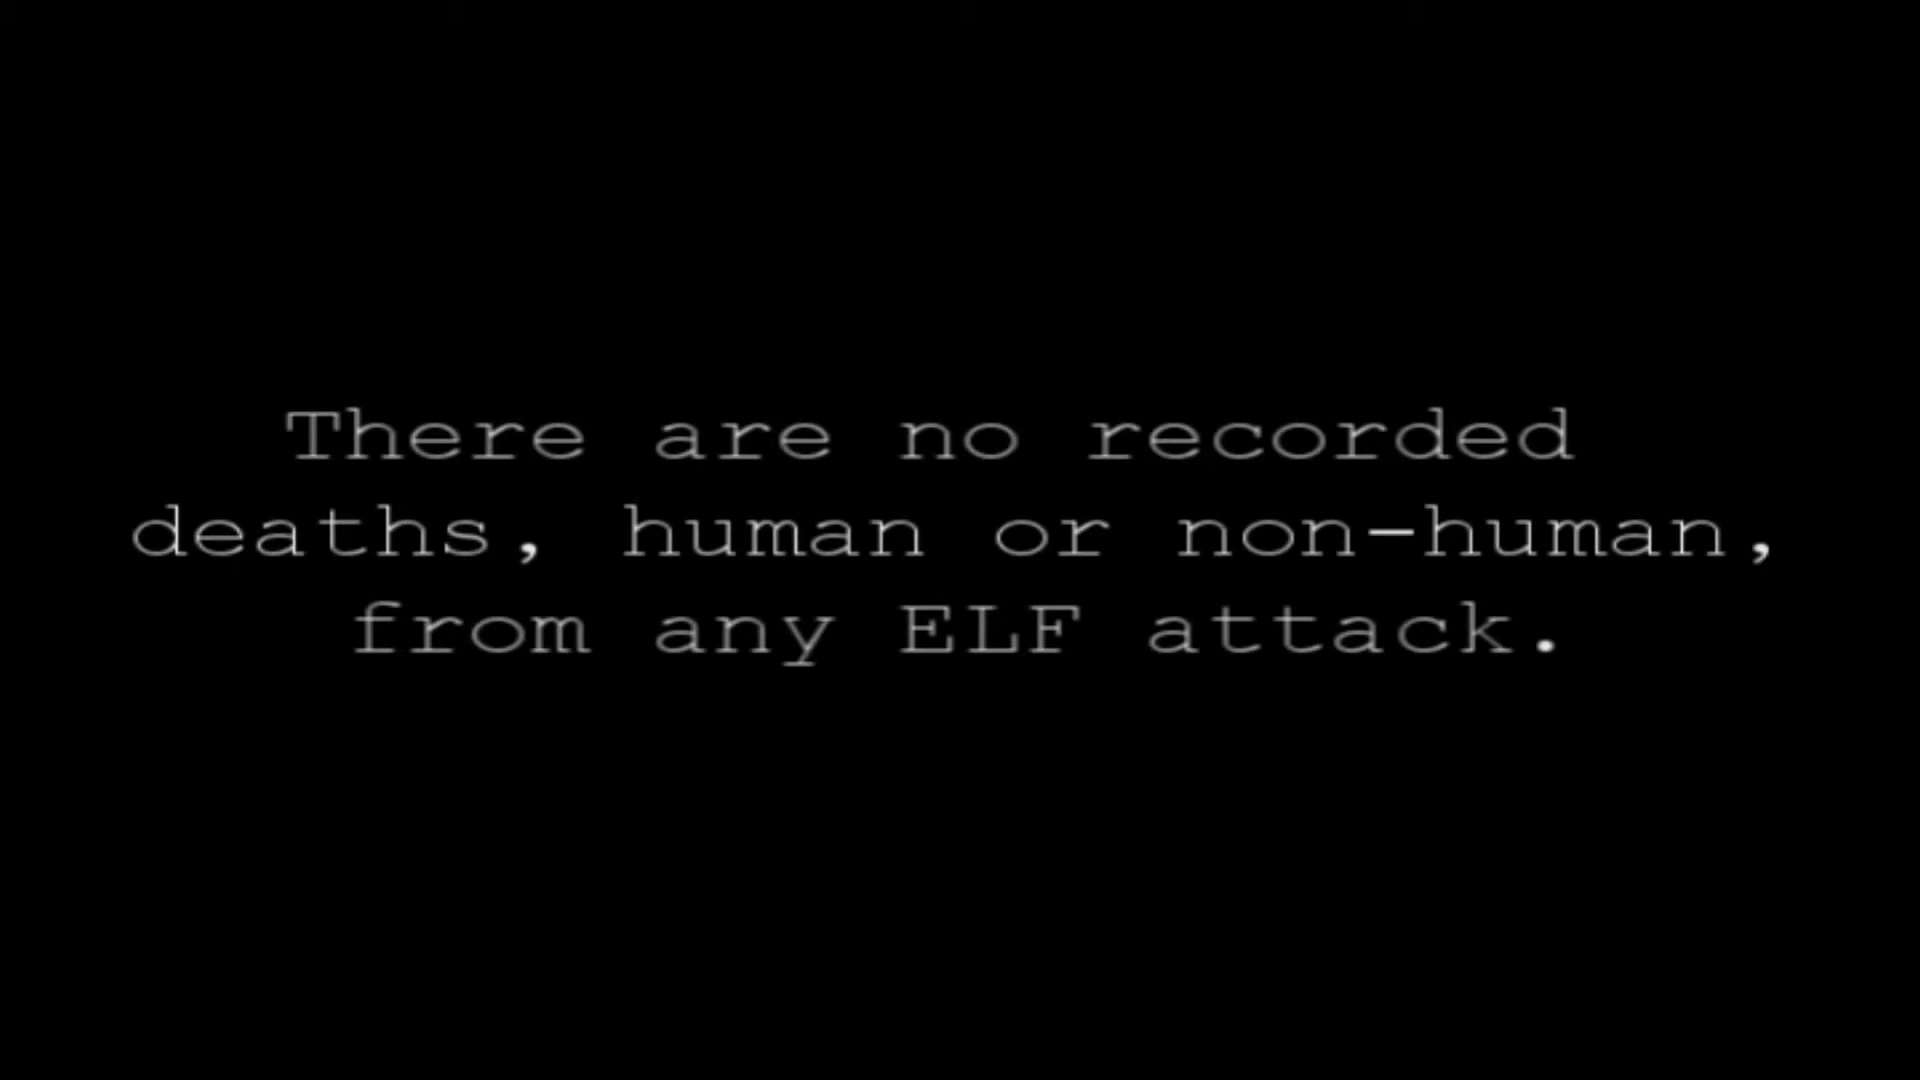 There are no recorded
deaths, human or non-human,
from any ELF attack.